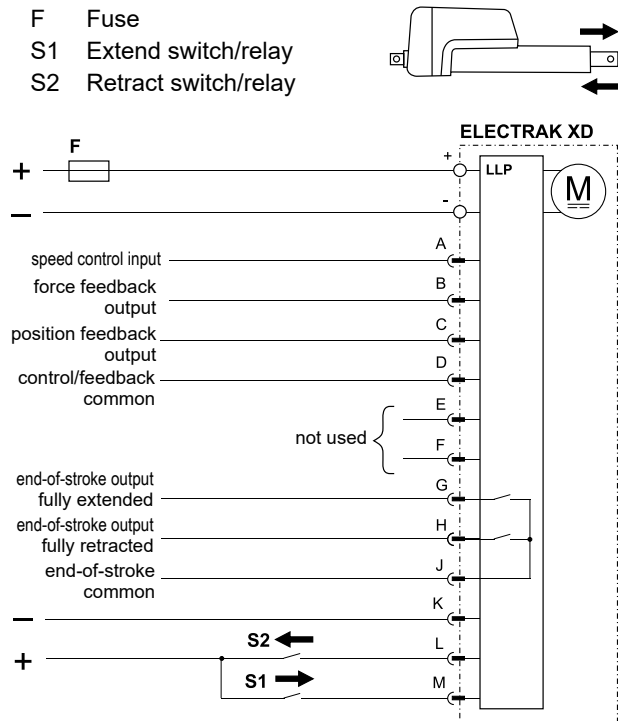 F Fuse
S1 Extend switch/relay
S2 Retract switch/relay
ELECTRAK XD
F
+
+
LLP
M
–
-
speed control input
A
force feedback
output
B
position feedback
output
C
control/feedback
common
D
not used
E
F
end-of-stroke output
fully extended
G
end-of-stroke output
fully retracted
H
end-of-stroke
common
J
–
K
+
S2
L
S1
M